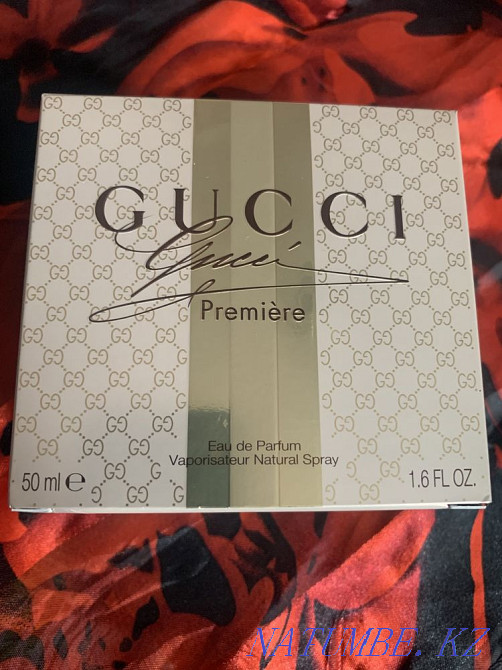 GUCCI
Gucci
Première
Eau de Parfum
Vaporisateur Natural Spray
50 ml ℮
1.6 FL OZ.
NATUMBE.KZ